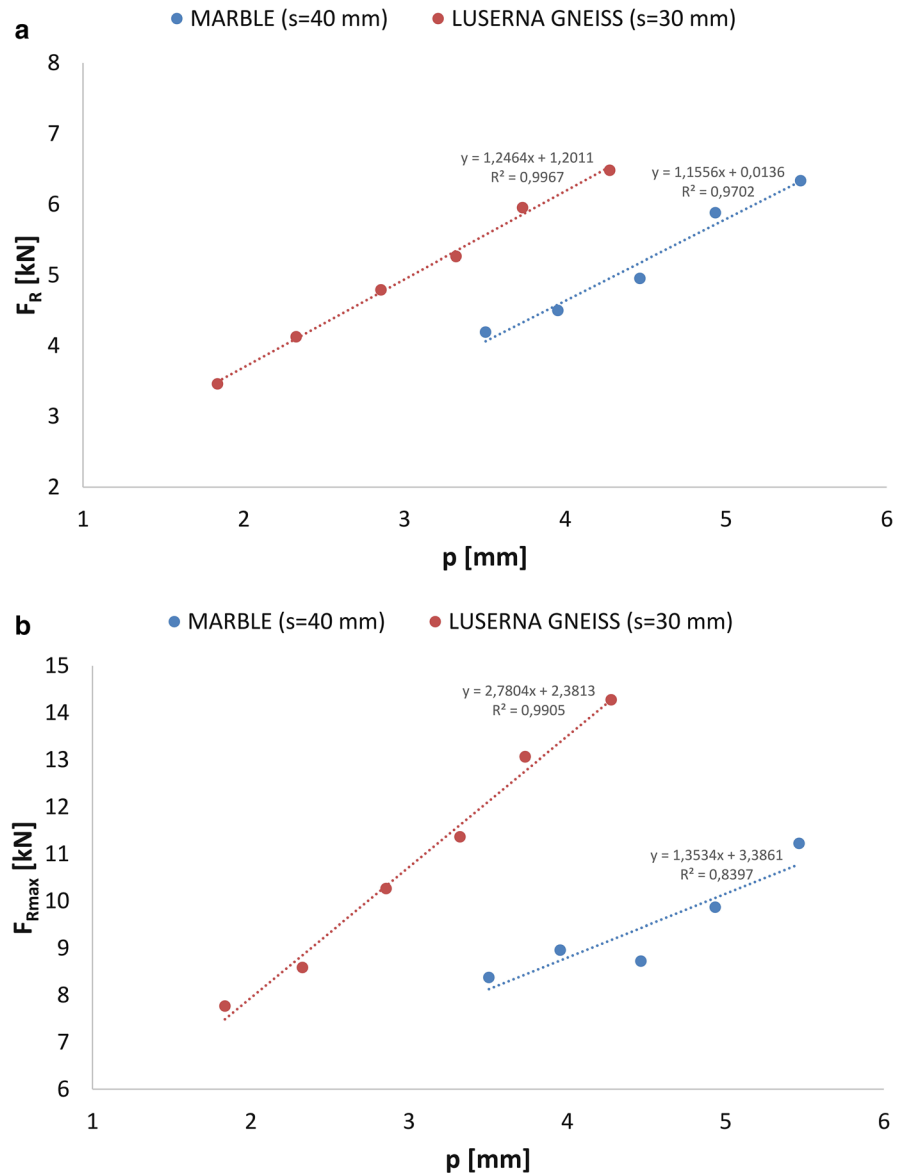 a
MARBLE (s=40 mm) LUSERNA GNEISS (s=30 mm)
8
7
6
5
4
3
2
F_R [kN]
y = 1,2464x + 1,2011
R² = 0,9967
y = 1,1556x + 0,0136
R² = 0,9702
1 2 3 4 5 6
p [mm]
b
MARBLE (s=40 mm) LUSERNA GNEISS (s=30 mm)
15
14
13
12
11
10
9
8
7
6
F_Rmax [kN]
y = 2,7804x + 2,3813
R² = 0,9905
y = 1,3534x + 3,3861
R² = 0,8397
1 2 3 4 5 6
p [mm]